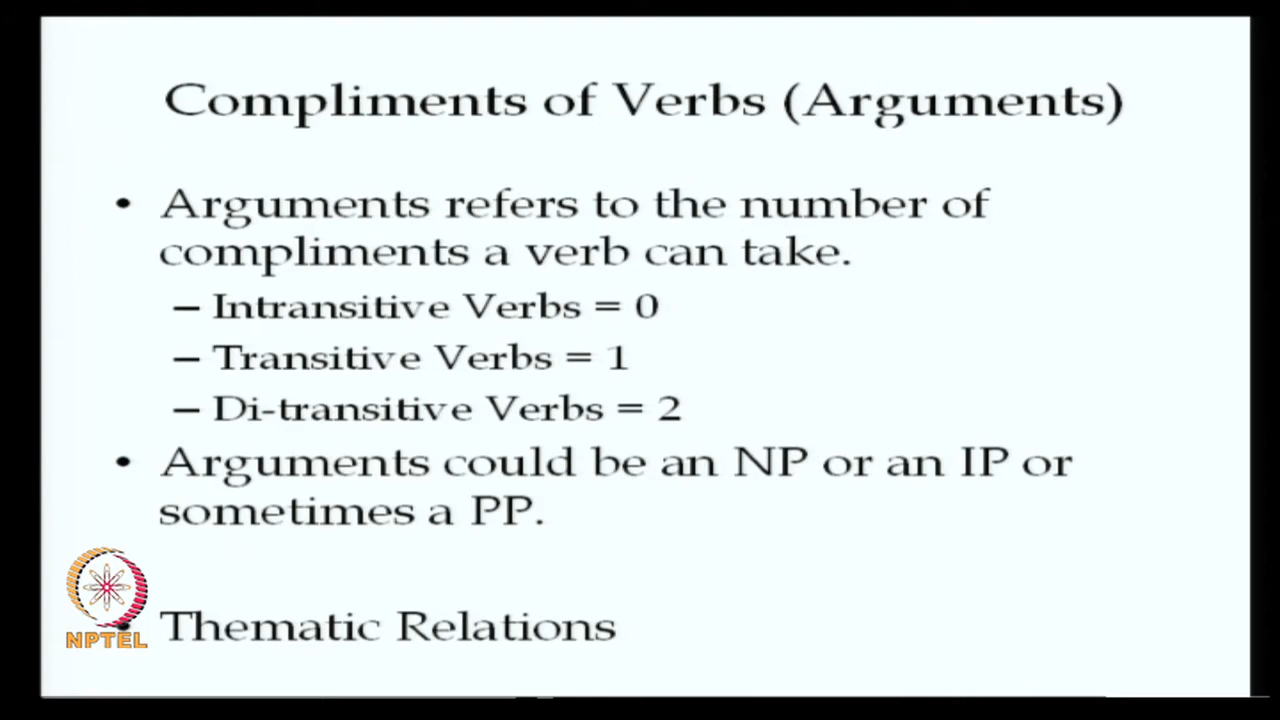 Compliments of Verbs (Arguments)
• Arguments refers to the number of
compliments a verb can take.
– Intransitive Verbs = 0
– Transitive Verbs = 1
– Di-transitive Verbs = 2
• Arguments could be an NP or an IP or
sometimes a PP.
• Thematic Relations
NPTEL